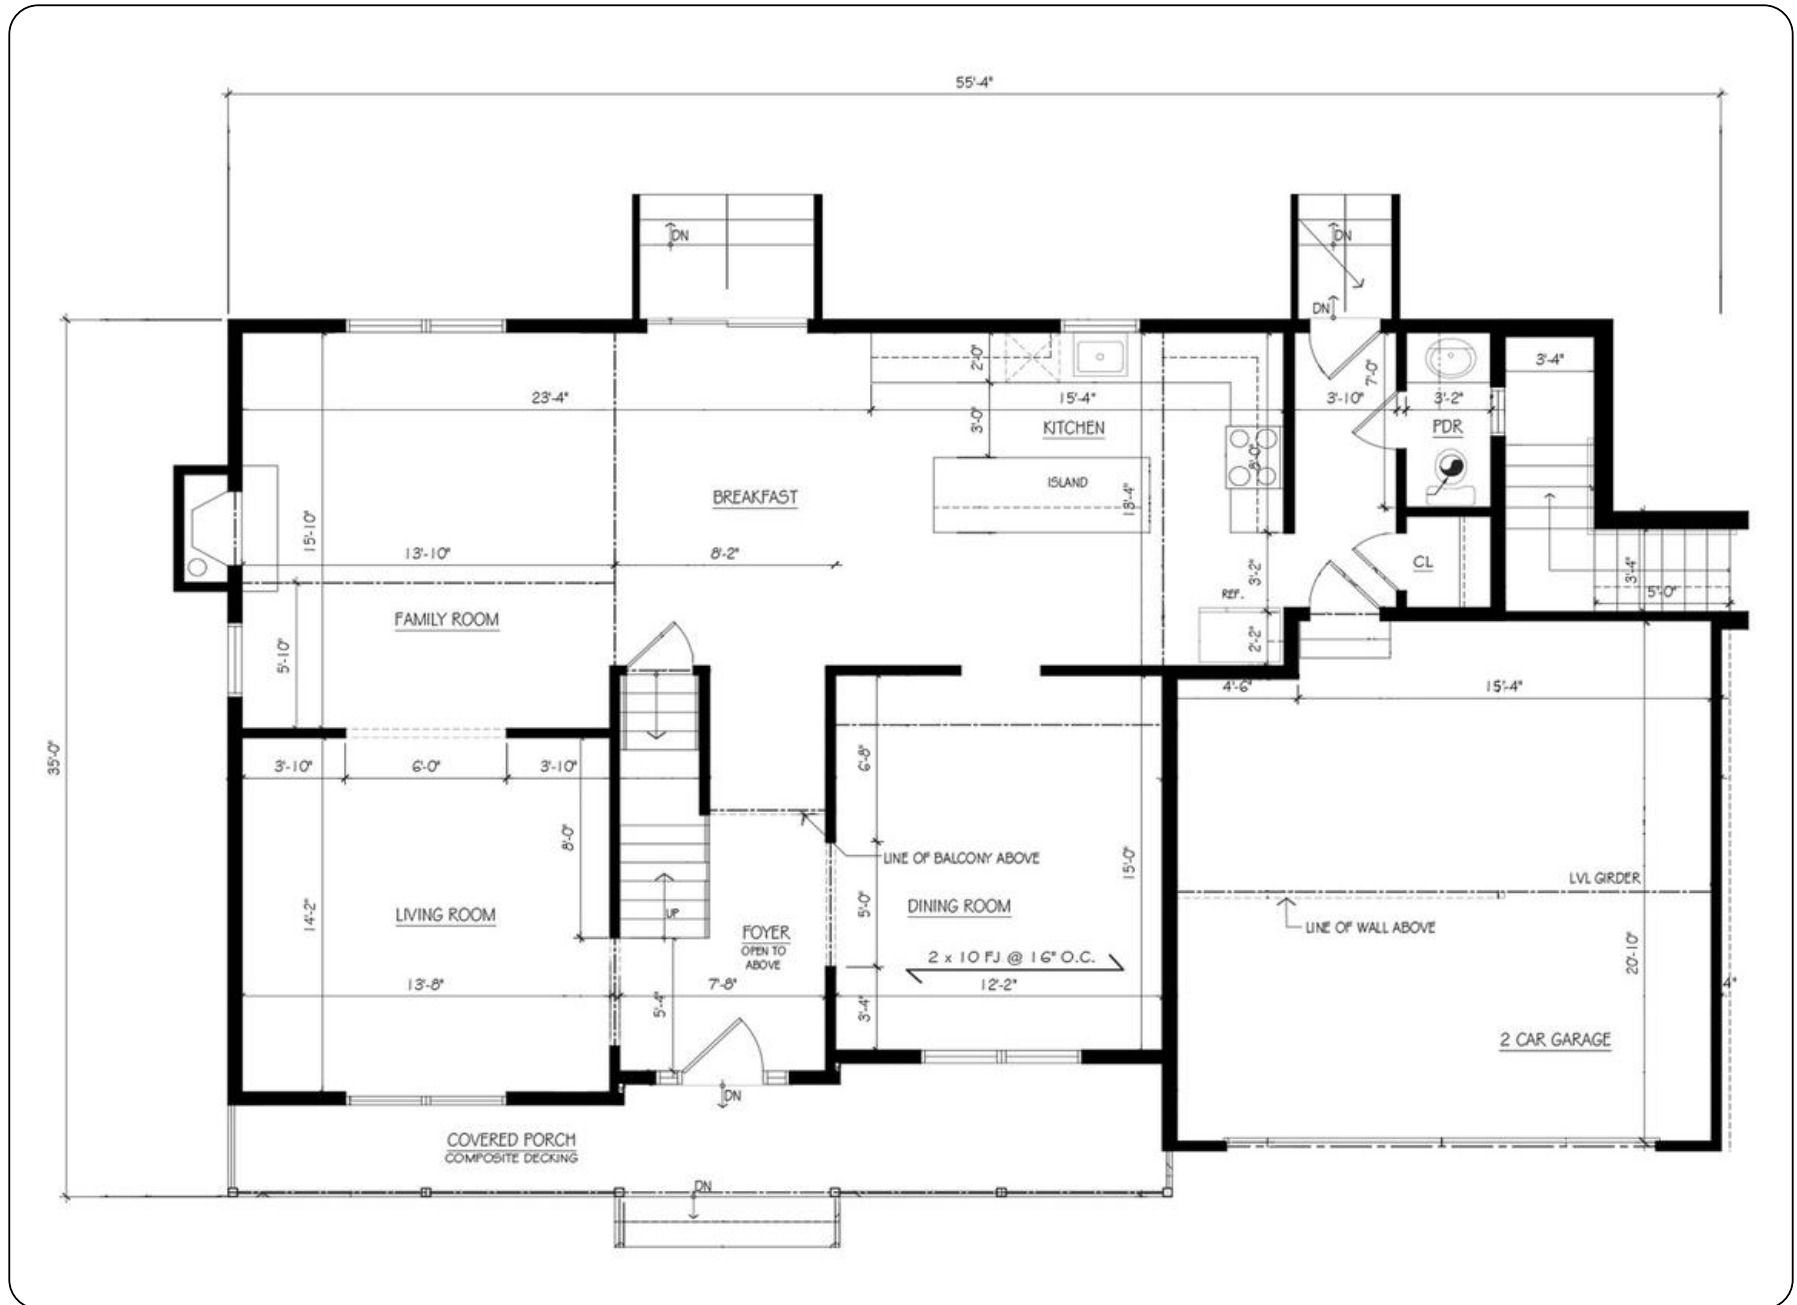 55'-4"
DN
DN
DN
2'-0"
3'-4"
7'-0"
23'-4"
15'-4"
3'-10"
3'-2"
3'-0"
KITCHEN
PDR
8'-0"
ISLAND
BREAKFAST
13'-4"
15'-10"
13'-10"
8'-2"
CL
3'-2"
3'-4"
5'-0"
REF.
FAMILY ROOM
5'-10"
2'-2"
4'-6"
15'-4"
35'-0"
3'-10"
6'-0"
3'-10"
6'-8"
8'-0"
LINE OF BALCONY ABOVE
15'-0"
LVL GIRDER
14'-2"
LIVING ROOM
UP
5'-0"
DINING ROOM
LINE OF WALL ABOVE
FOYER
OPEN TO
ABOVE
2 x 10 FJ @ 16" O.C.
20'-10"
13'-8"
7'-8"
12'-2"
4"
5'-4"
3'-4"
2 CAR GARAGE
DN
COVERED PORCH
COMPOSITE DECKING
DN